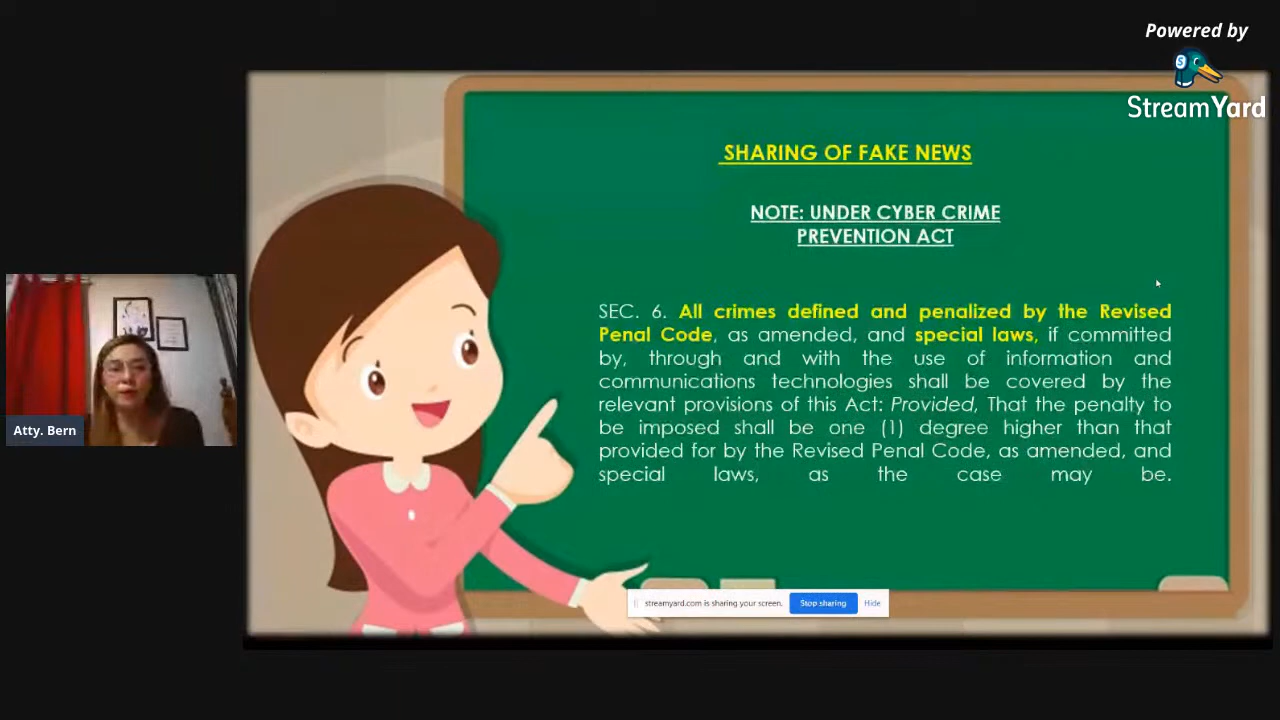 Powered by
StreamYard
SHARING OF FAKE NEWS
NOTE: UNDER CYBER CRIME
PREVENTION ACT
SEC. 6. All crimes defined and penalized by the Revised
Penal Code, as amended, and special laws, if committed
by, through and with the use of information and
communications technologies shall be covered by the
relevant provisions of this Act: Provided, That the penalty to
be imposed shall be one (1) degree higher than that
provided for by the Revised Penal Code, as amended, and
special laws, as the case may be.
Atty. Bern
streamyard.com is sharing your screen. Stop sharing Hide